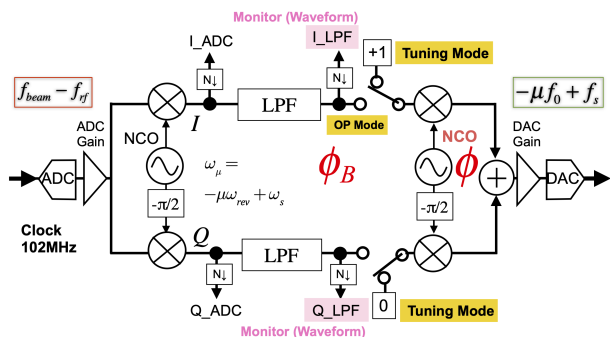 Monitor (Waveform)
I_ADC
I_LPF
+1
Tuning Mode
N↓
N↓
f_beam − f_rf
−μf_0 + f_s
ADC
Gain
LPF
OP Mode
NCO
I
NCO
DAC
Gain
ω_μ =
−μω_rev + ω_s
ϕ_B
ϕ
ADC
DAC
-π/2
-π/2
Clock
102MHz
Q
LPF
N↓
N↓
0
Tuning Mode
Q_ADC
Q_LPF
Monitor (Waveform)